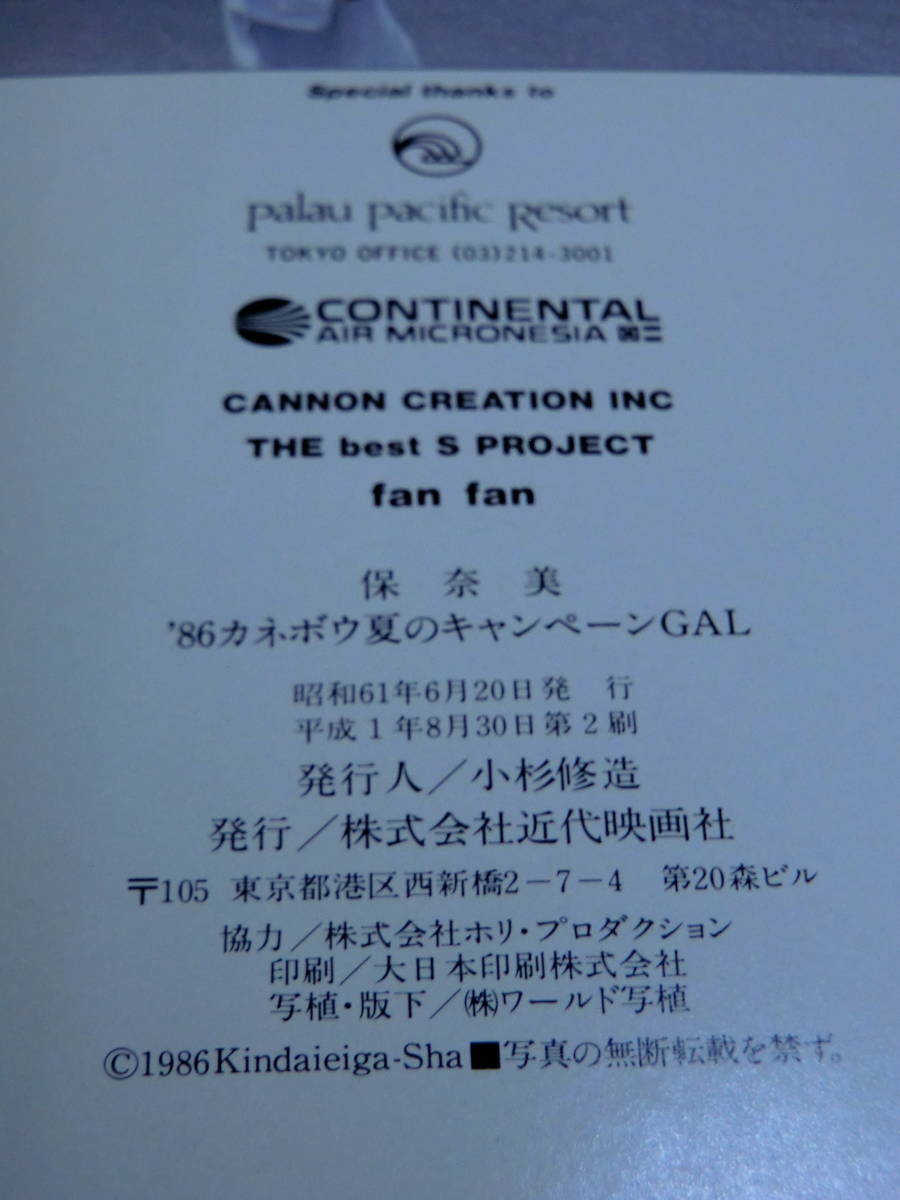 Special thanks to
palau pacific Resort
TOKYO OFFICE (03)214-3001
CONTINENTAL
AIR MICRONESIA
CANNON CREATION INC
THE best S PROJECT
fan fan
保奈美
'86カネボウ夏のキャンペーンGAL
昭和61年6月20日発 行
平成1年8月30日第2刷
発行人/小杉修造
発行/株式会社近代映画社
〒105 東京都港区西新橋2-7-4 第20森ビル
協力/株式会社ホリ・プロダクション
印刷/大日本印刷株式会社
写植・版下/㈱ワールド写植
©1986Kindaieiga-Sha■写真の無断転載を禁ず。